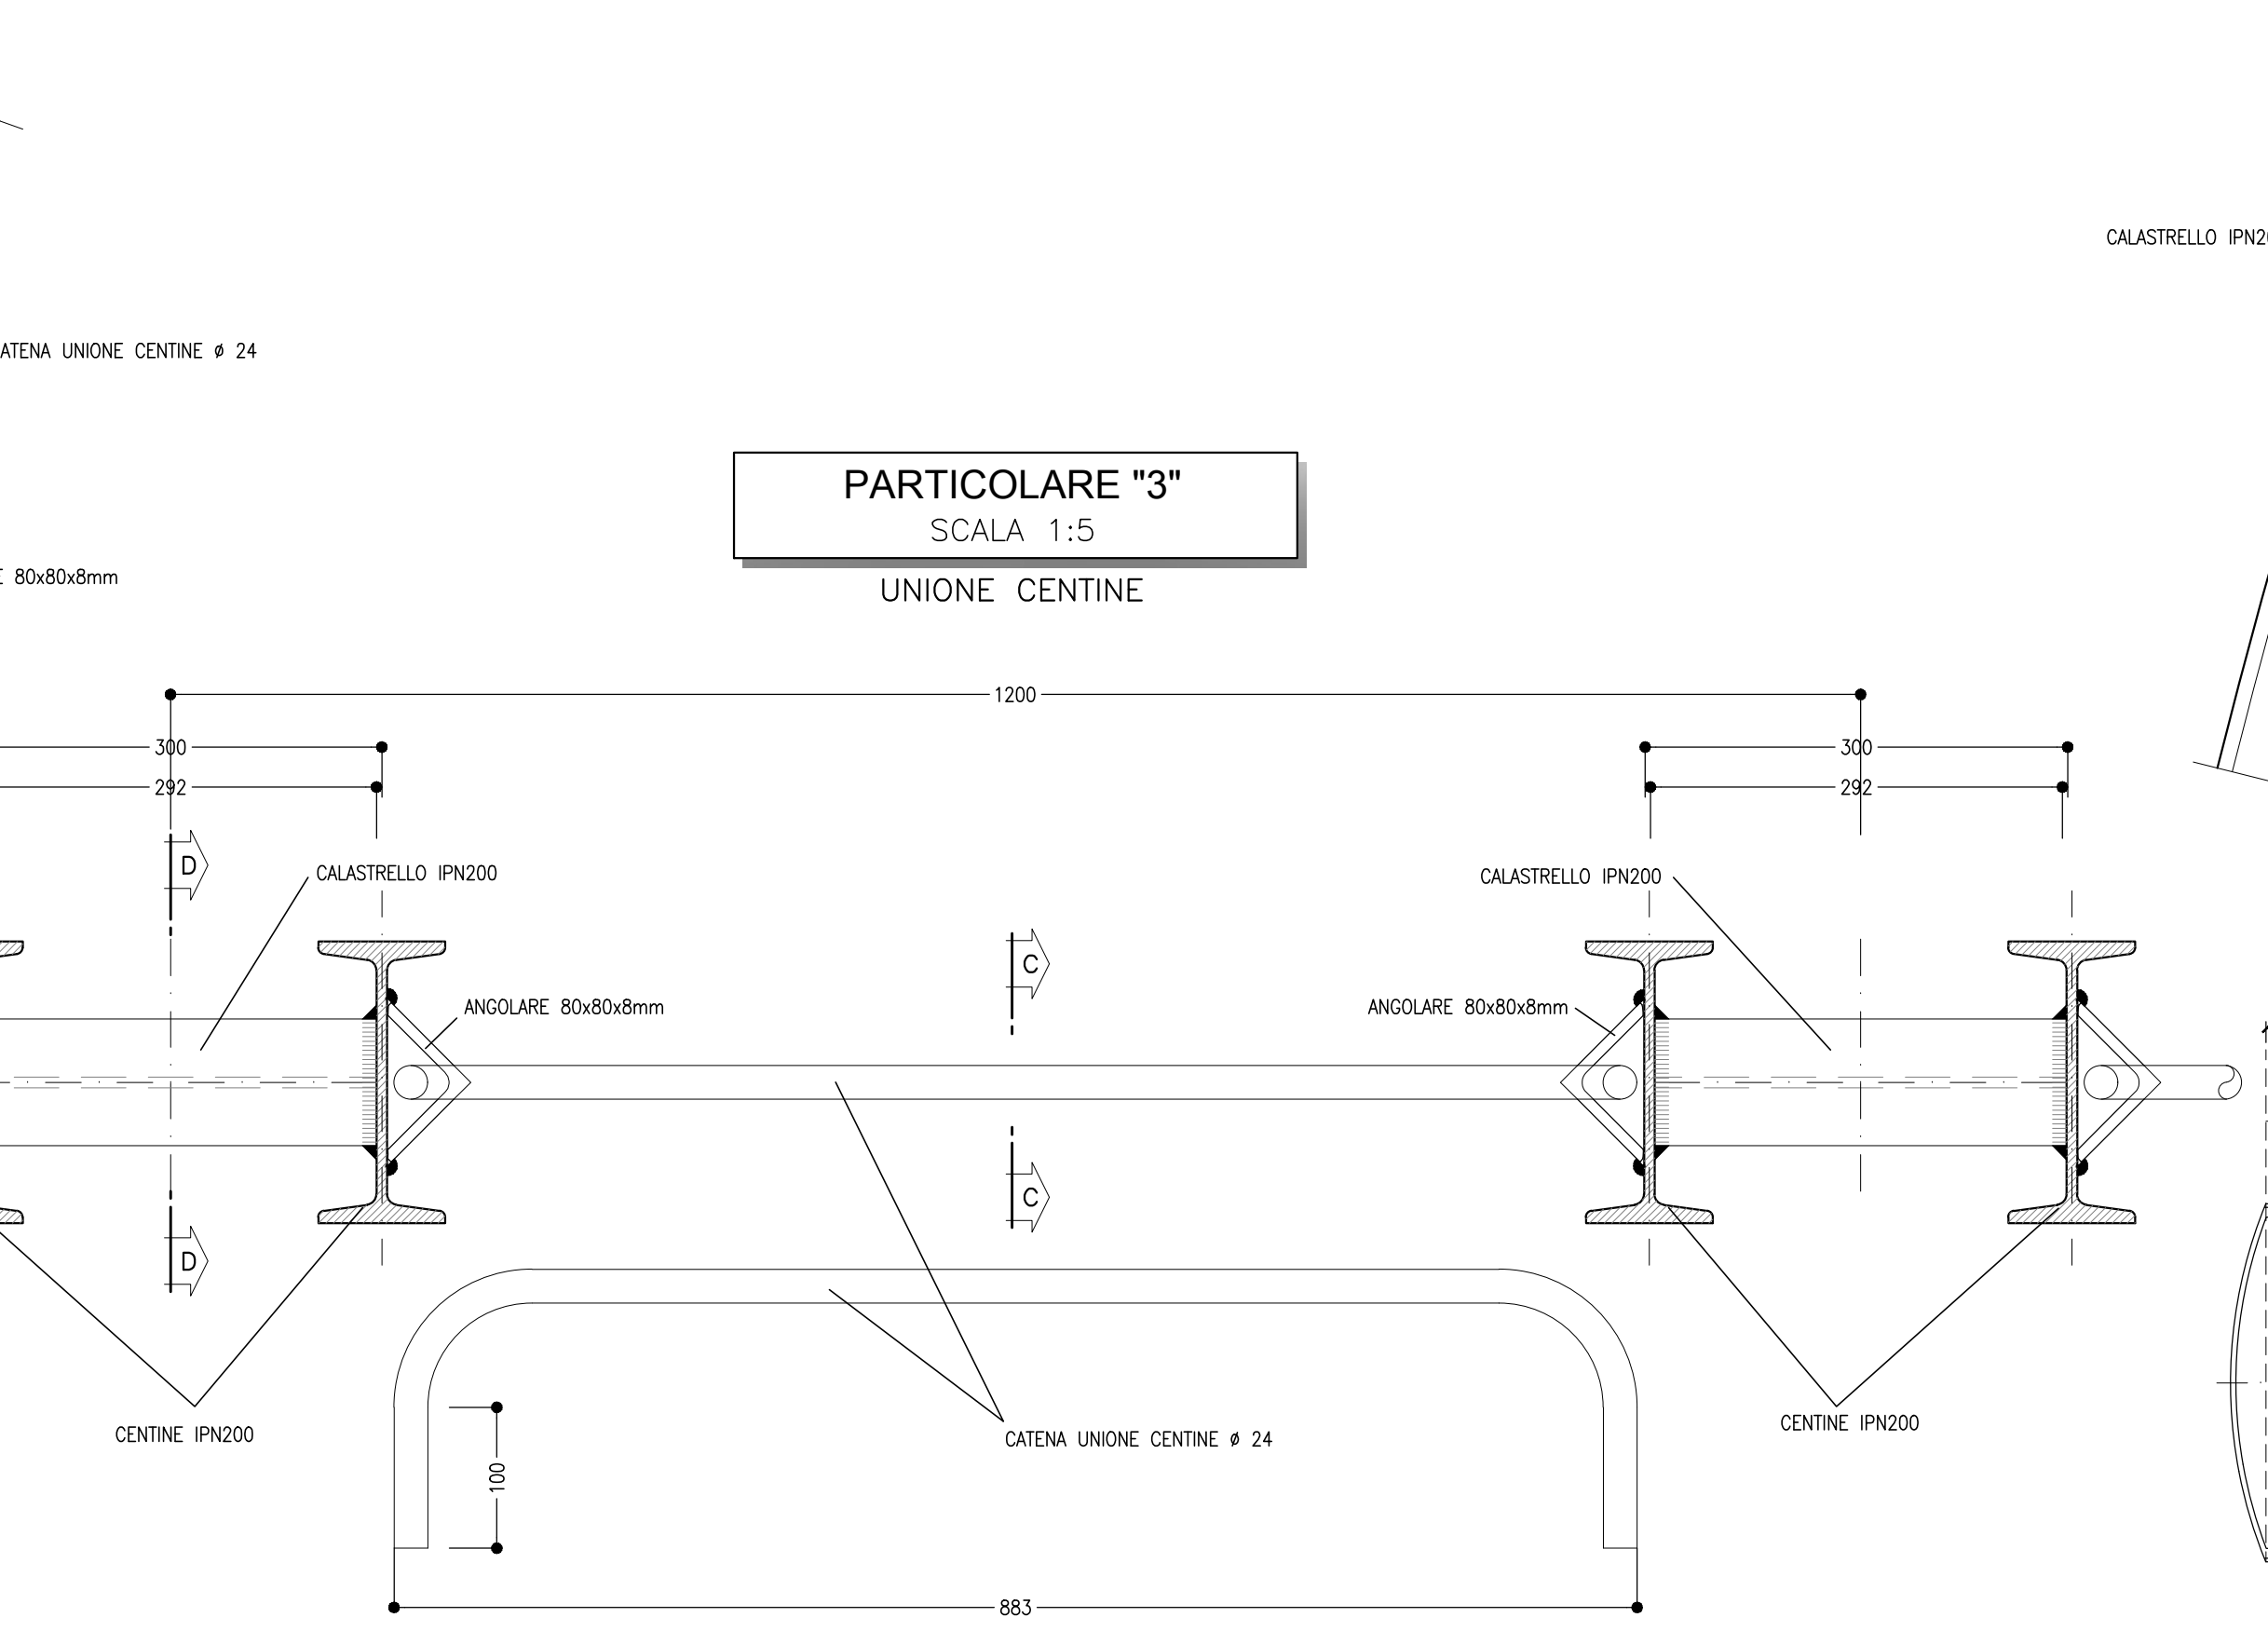 CALASTRELLO IPN20
CATENA UNIONE CENTINE ø 24
PARTICOLARE "3"
SCALA 1:5
80x80x8mm
UNIONE CENTINE
1200
300
300
292
292
D
CALASTRELLO IPN200
CALASTRELLO IPN200
C
ANGOLARE 80x80x8mm
ANGOLARE 80x80x8mm
C
D
CENTINE IPN200
CENTINE IPN200
CATENA UNIONE CENTINE ø 24
100
883